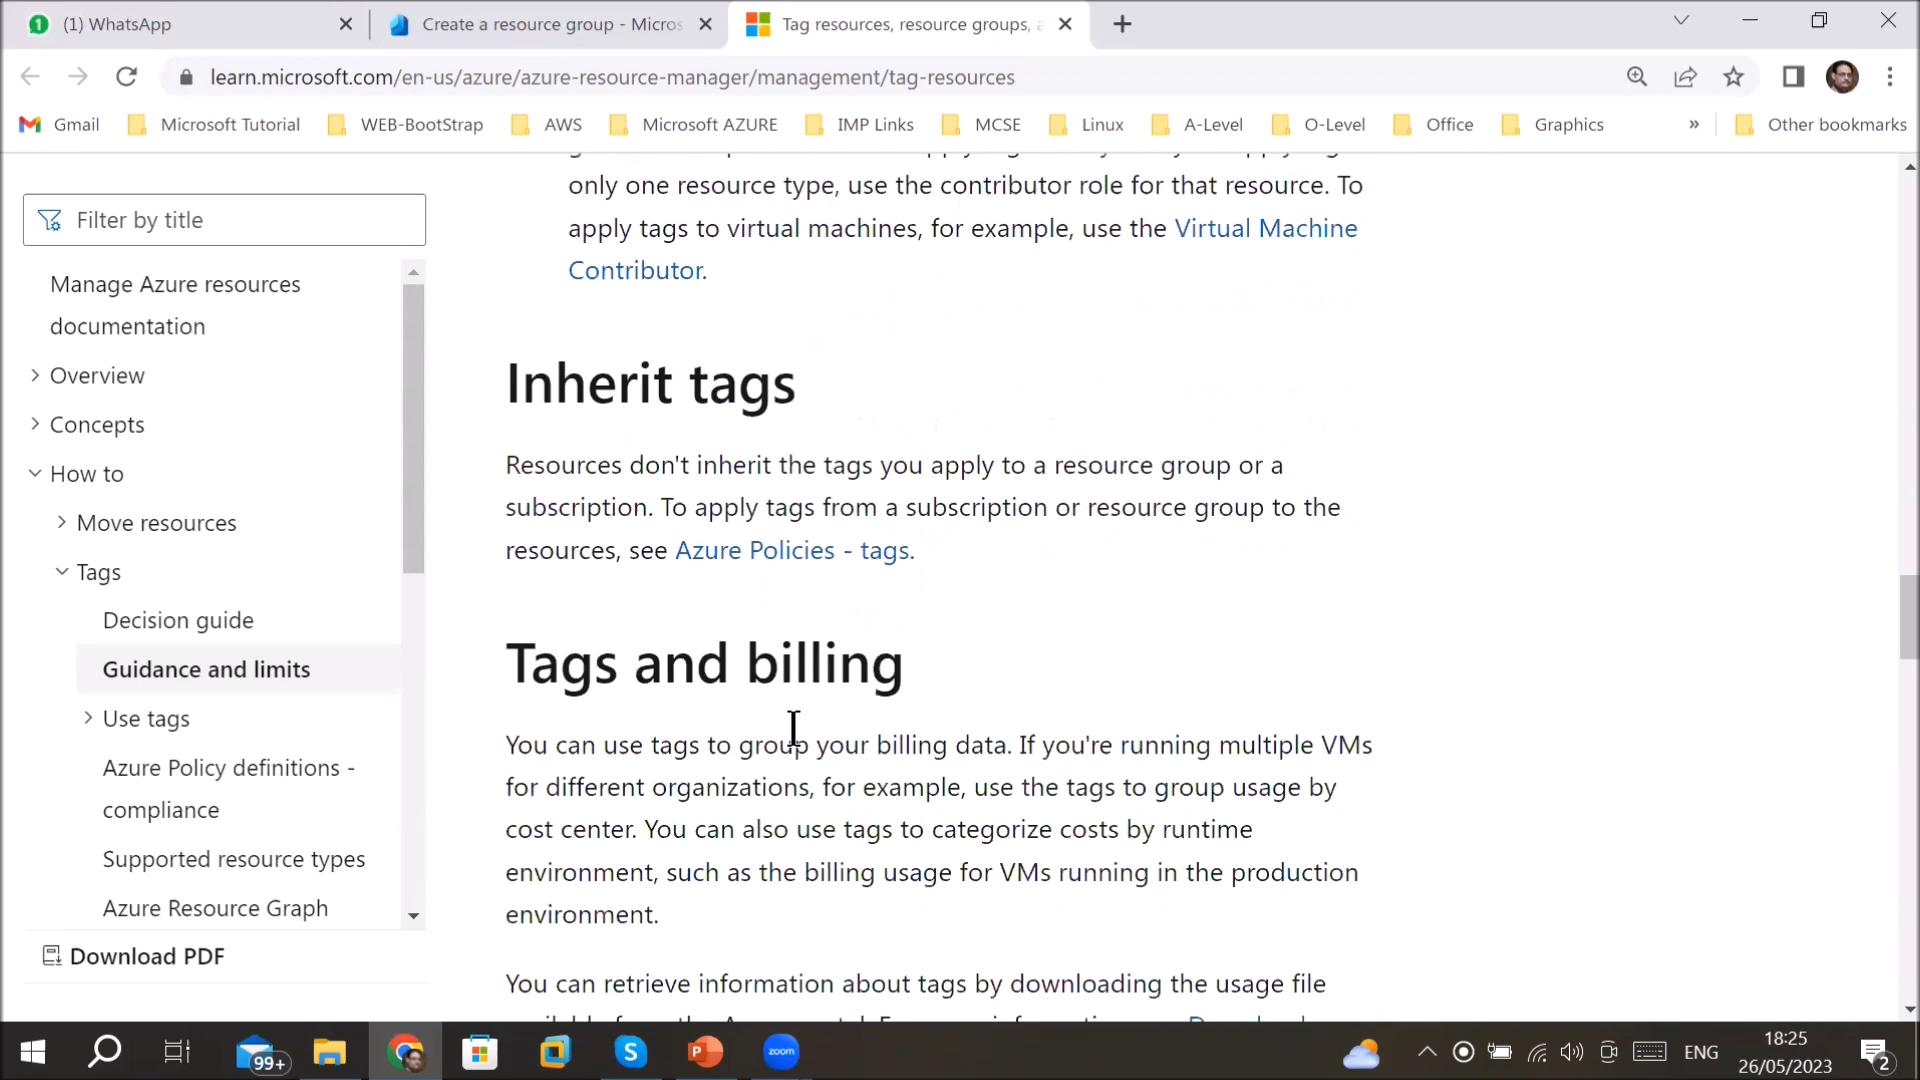 (1) WhatsApp
Create a resource group - Micros
Tag resources, resource groups, a
learn.microsoft.com/en-us/azure/azure-resource-manager/management/tag-resources
Gmail
Microsoft Tutorial
WEB-BootStrap
AWS
Microsoft AZURE
IMP Links
MCSE
Linux
A-Level
O-Level
Office
Graphics
»
Other bookmarks
Filter by title
Manage Azure resources
documentation
Overview
Concepts
How to
Move resources
Tags
Decision guide
Guidance and limits
Use tags
Azure Policy definitions -
compliance
Supported resource types
Azure Resource Graph
Download PDF
only one resource type, use the contributor role for that resource. To
apply tags to virtual machines, for example, use the Virtual Machine
Contributor.
Inherit tags
Resources don't inherit the tags you apply to a resource group or a
subscription. To apply tags from a subscription or resource group to the
resources, see Azure Policies - tags.
Tags and billing
You can use tags to group your billing data. If you're running multiple VMs
for different organizations, for example, use the tags to group usage by
cost center. You can also use tags to categorize costs by runtime
environment, such as the billing usage for VMs running in the production
environment.
You can retrieve information about tags by downloading the usage file
99+
S
P
zoom
ENG
18:25
26/05/2023
2